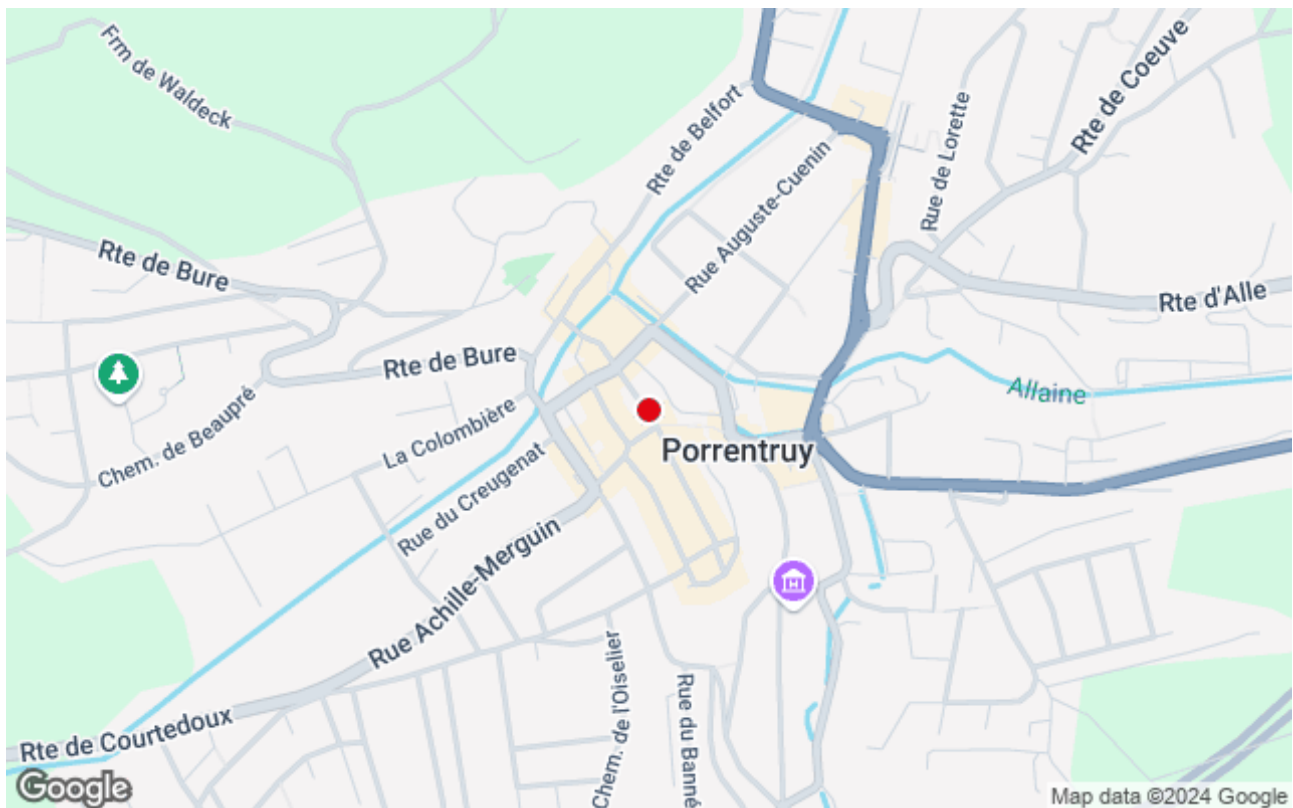 Frm de Waldeck
Rte de Belfort
Rte de Coeuve
Rue de Lorette
Rue Auguste-Cuenin
Rte de Bure
Rte d'Alle
Rte de Bure
Allaine
Chem. de Beaupré
La Colombière
Porrentruy
Rue du Creugenat
Rue Achille-Merguin
Chem. de l'Oiselier
Rue du Banné
Rte de Courtedoux
Google
Map data ©2024 Google